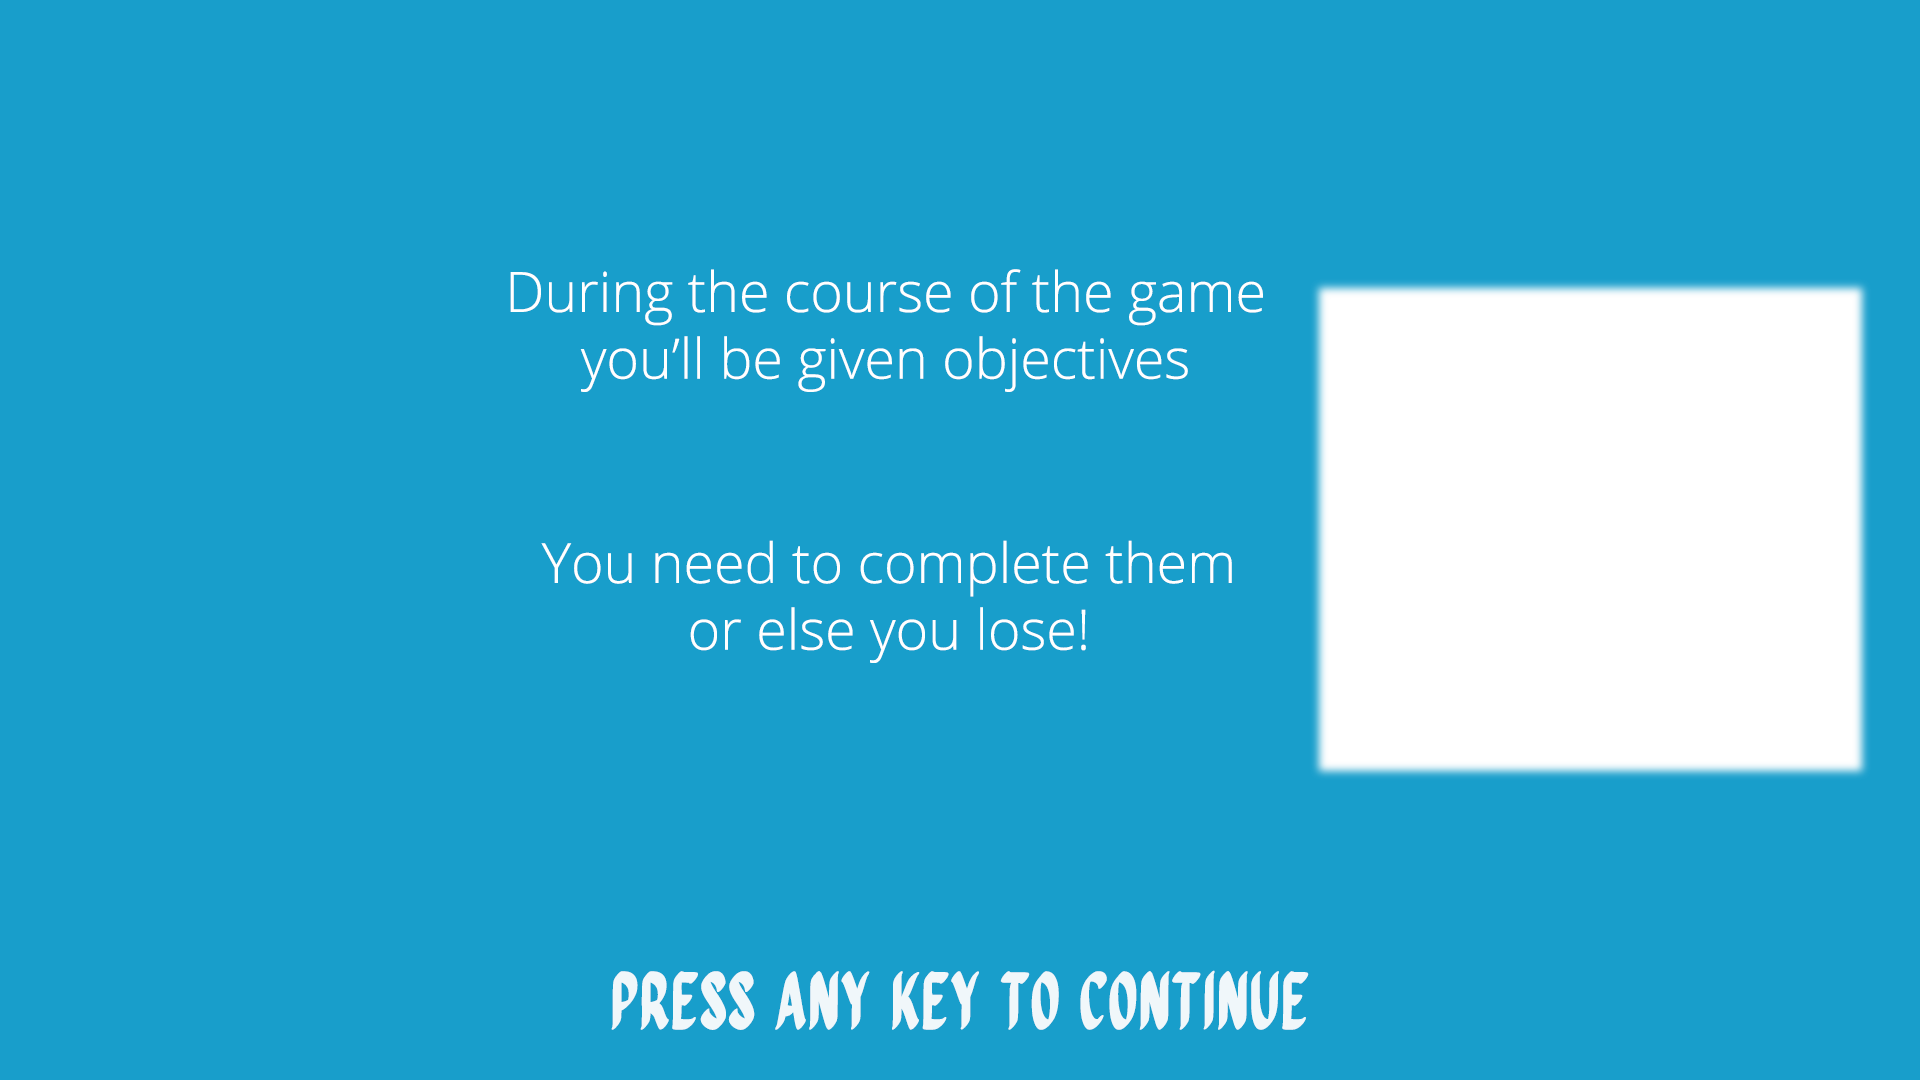 During the course of the game
you’ll be given objectives
You need to complete them
or else you lose!
PRESS ANY KEY TO CONTINUE